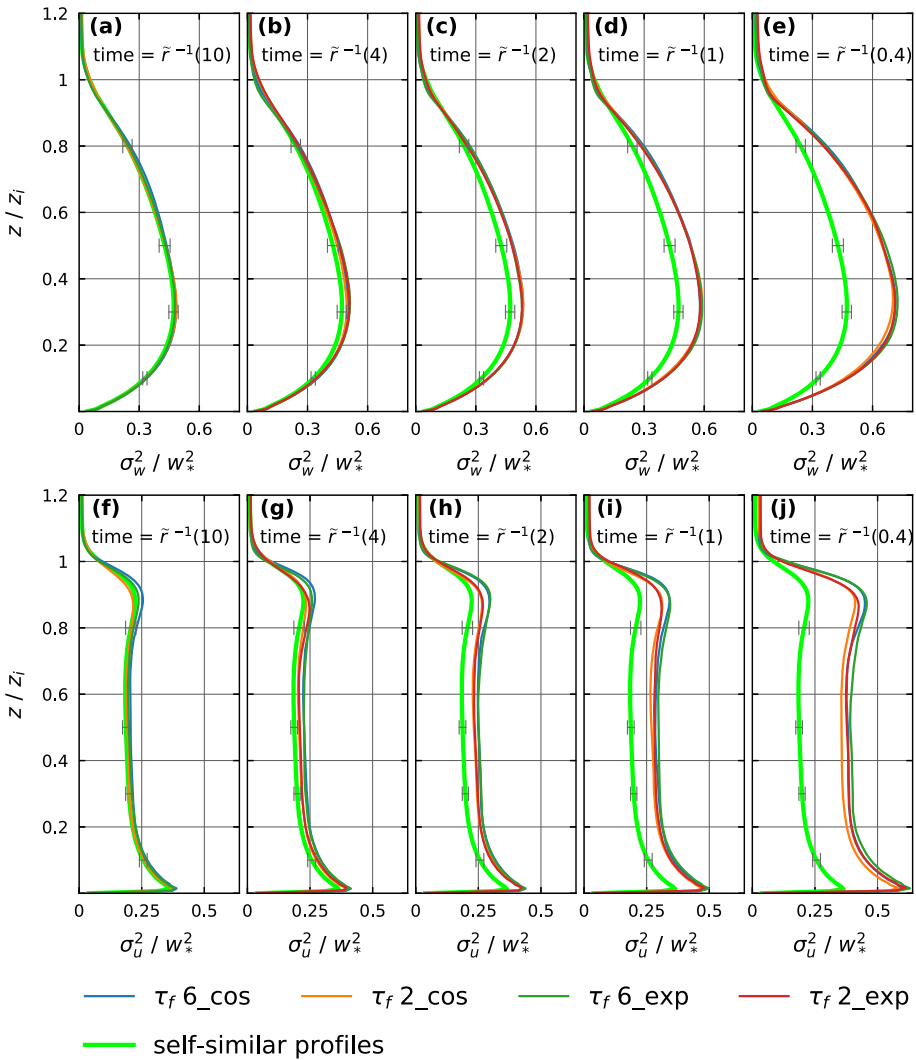 (a) (b) (c) (d) (e)
time = r̃ ⁻¹(10) time = r̃ ⁻¹(4) time = r̃ ⁻¹(2) time = r̃ ⁻¹(1) time = r̃ ⁻¹(0.4)
1.2
1
0.8
0.6
0.4
0.2
z / z_i
0 0.3 0.6 0 0.3 0.6 0 0.3 0.6 0 0.3 0.6 0 0.3 0.6
σ_w² / w_*² σ_w² / w_*² σ_w² / w_*² σ_w² / w_*² σ_w² / w_*²
(f) (g) (h) (i) (j)
time = r̃ ⁻¹(10) time = r̃ ⁻¹(4) time = r̃ ⁻¹(2) time = r̃ ⁻¹(1) time = r̃ ⁻¹(0.4)
1.2
1
0.8
0.6
0.4
0.2
z / z_i
0 0.25 0.5 0 0.25 0.5 0 0.25 0.5 0 0.25 0.5 0 0.25 0.5
σ_u² / w_*² σ_u² / w_*² σ_u² / w_*² σ_u² / w_*² σ_u² / w_*²
τ_f 6_cos τ_f 2_cos τ_f 6_exp τ_f 2_exp
self-similar profiles